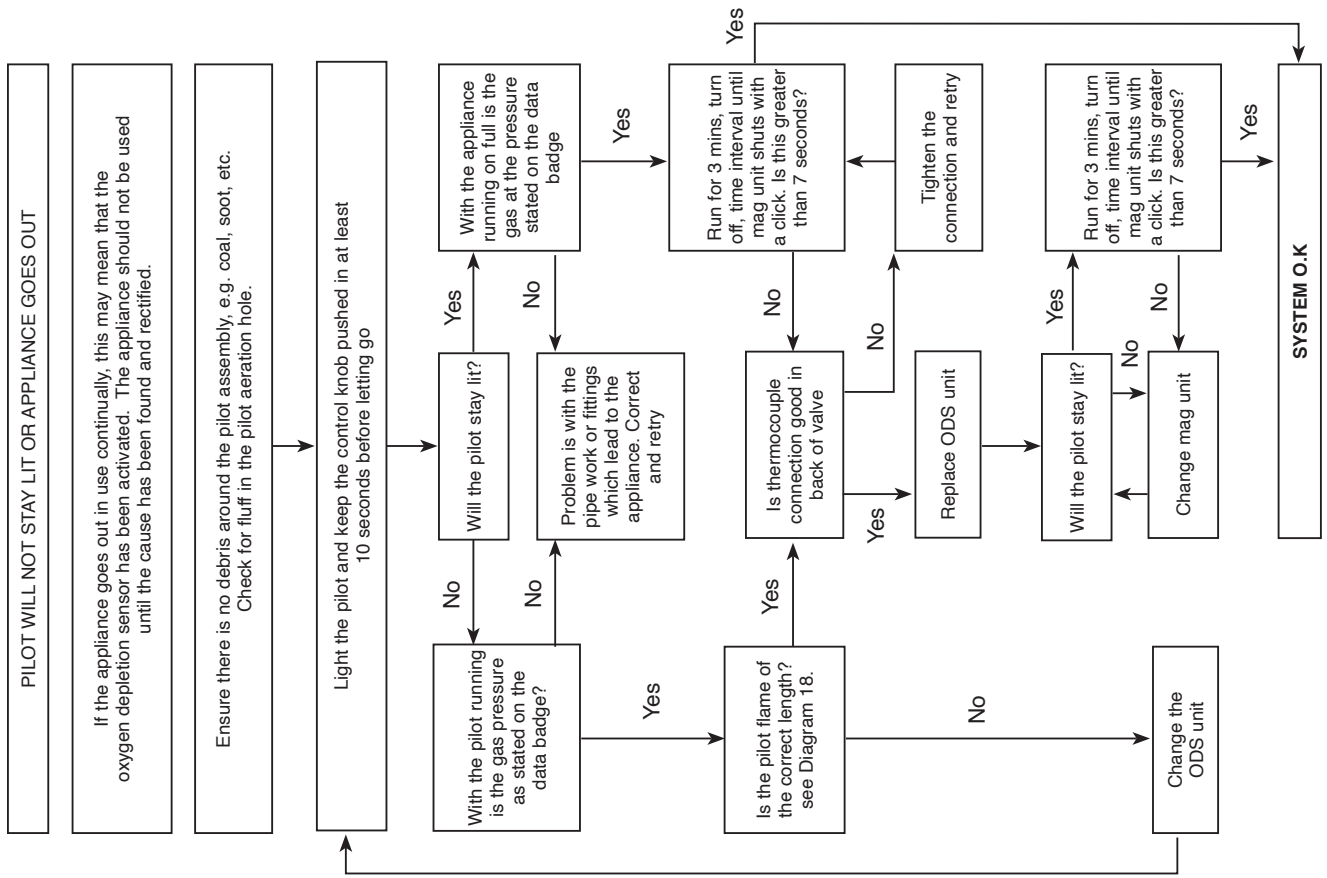 PILOT WILL NOT STAY LIT OR APPLIANCE GOES OUT
If the appliance goes out in use continually, this may mean that the
oxygen depletion sensor has been activated. The appliance should not be used
until the cause has been found and rectified.
Ensure there is no debris around the pilot assembly, e.g. coal, soot, etc.
Check for fluff in the pilot aeration hole.
Light the pilot and keep the control knob pushed in at least
10 seconds before letting go
With the pilot running
is the gas pressure
as stated on the
data badge?
No
Will the pilot stay lit?
Yes
With the appliance
running on full is the
gas at the pressure
stated on the data
badge
No
Problem is with the
pipe work or fittings
which lead to the
appliance. Correct
and retry
No
Yes
Yes
Is the pilot flame of
the correct length?
see Diagram 18.
Yes
Is thermocouple
connection good in
back of valve
No
Run for 3 mins, turn
off, time interval until
mag unit shuts with
a click. Is this greater
than 7 seconds?
Yes
Yes
No
Tighten the
connection and retry
No
Replace ODS unit
Will the pilot stay lit?
Yes
Run for 3 mins, turn
off, time interval until
mag unit shuts with
a click. Is this greater
than 7 seconds?
No
No
Change the
ODS unit
Change mag unit
Yes
SYSTEM O.K